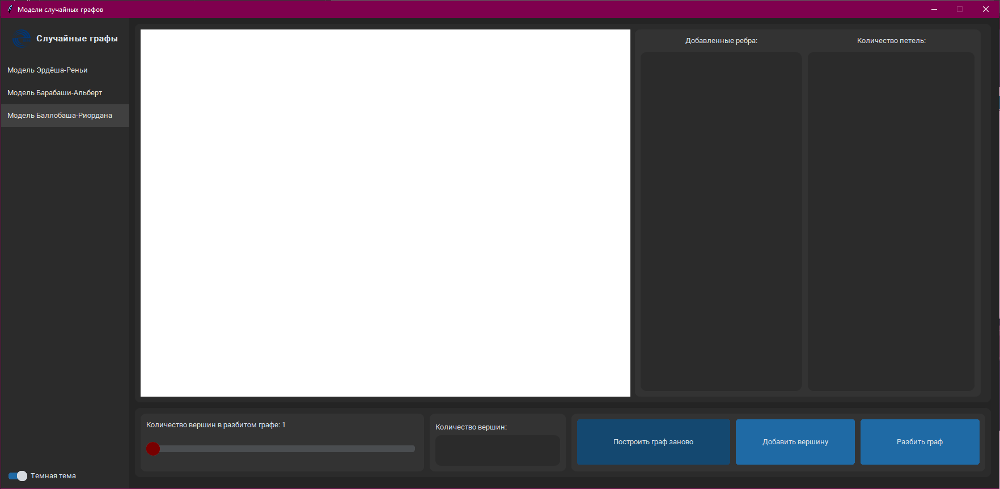 Модели случайных графов
Случайные графы
Модель Эрдёша-Реньи
Модель Барабаши-Альберт
Модель Баллобаша-Риордана
Темная тема
Добавленные ребра:
Количество петель:
Количество вершин в разбитом графе: 1
Количество вершин:
Построить граф заново
Добавить вершину
Разбить граф